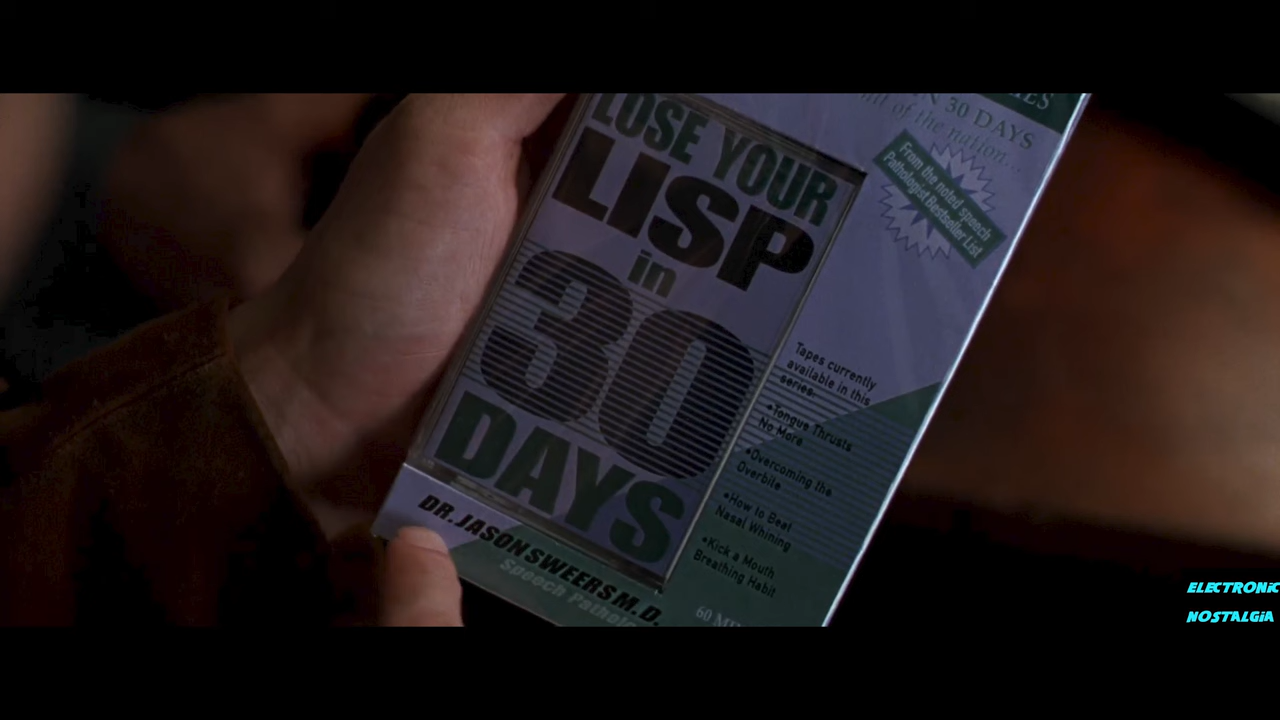 LOSE YOUR
LISP
in
30
DAYS
DR. JASON SWEERS M.D.
Speech
IN 30 DAYS
of the nation...
From the noted speech
Pathologist Bestseller List
Tapes currently
available in this
series:
•Tongue Thrusts
No More
•Overcoming the
Overbite
•How to Beat
Nasal Whining
•Kick a Mouth
Breathing Habit
60
ELECTRONIC
NOSTALGIA